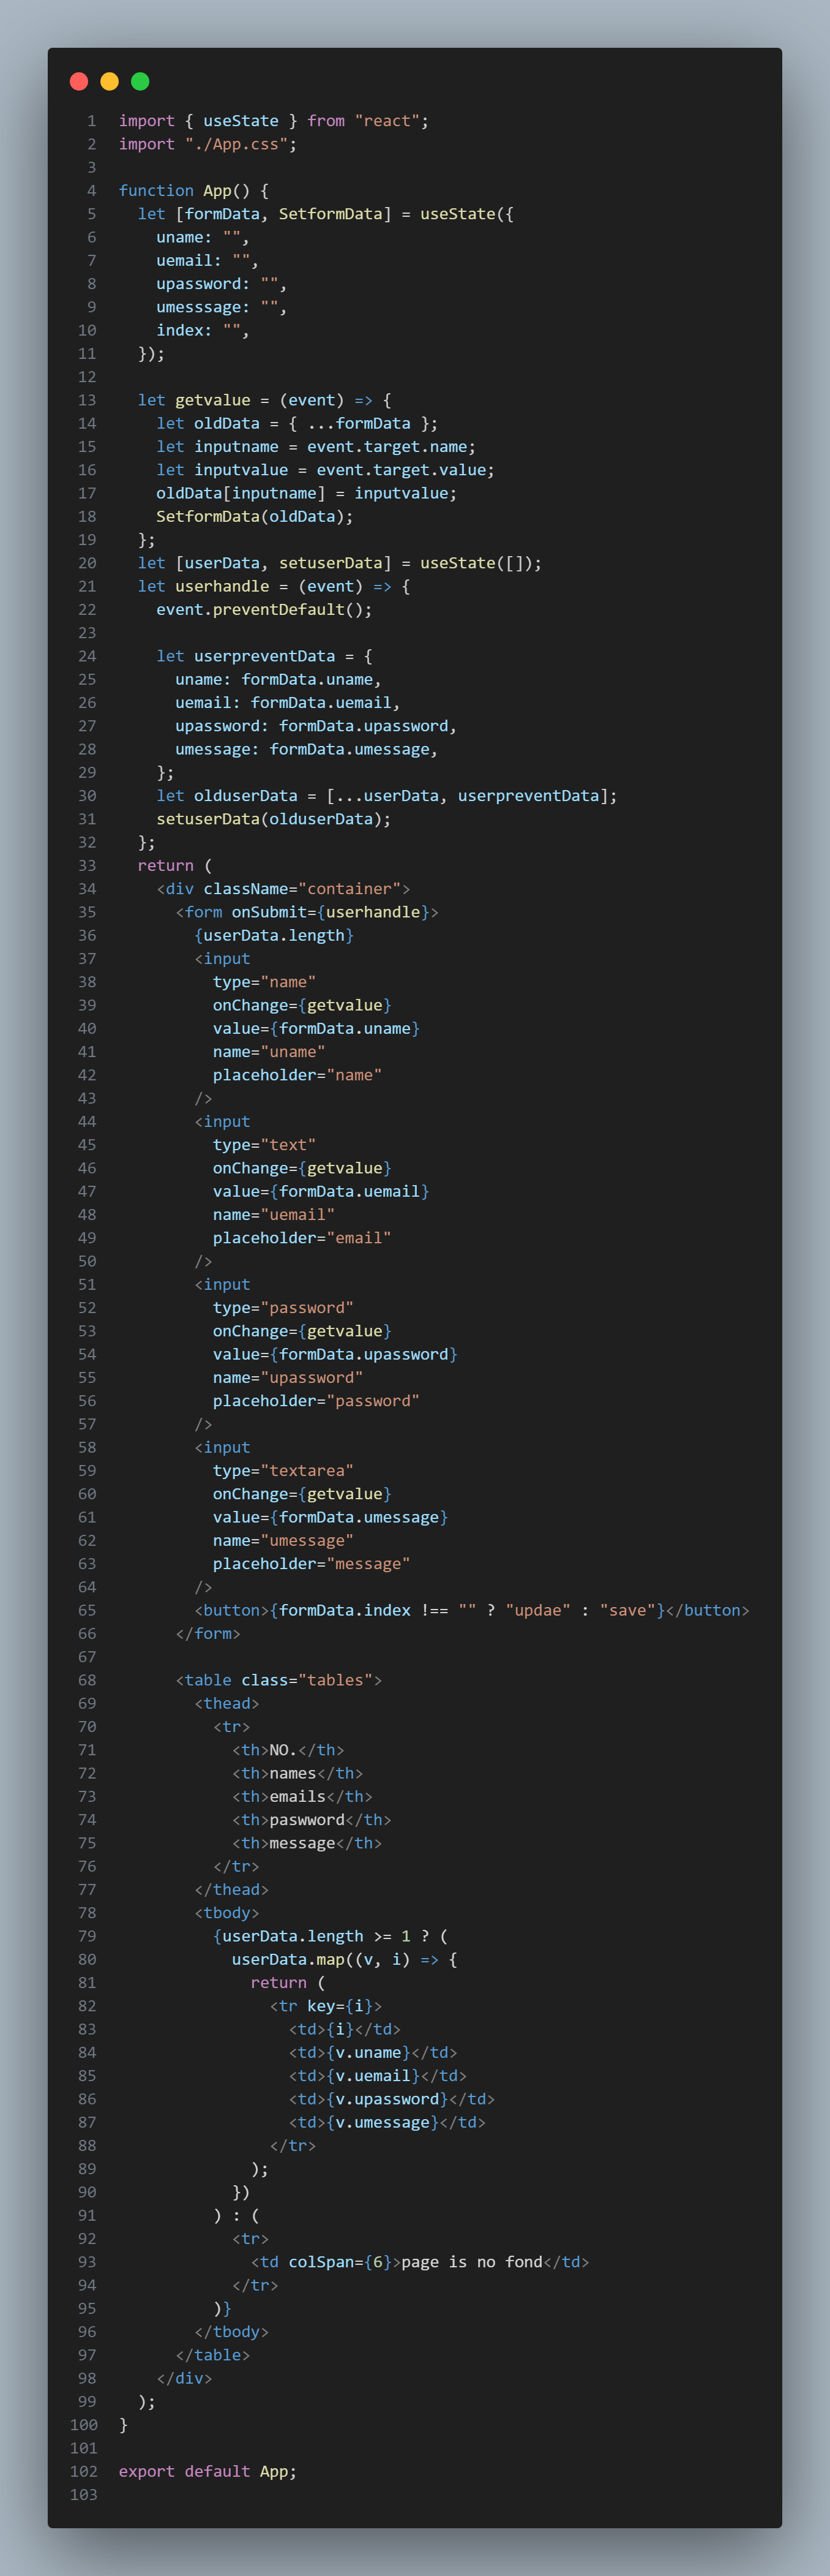 1 import { useState } from "react";
2 import "./App.css";
3
4 function App() {
5   let [formData, SetformData] = useState({
6     uname: "",
7     uemail: "",
8     upassword: "",
9     umesssage: "",
10     index: "",
11   });
12
13   let getvalue = (event) => {
14     let oldData = { ...formData };
15     let inputname = event.target.name;
16     let inputvalue = event.target.value;
17     oldData[inputname] = inputvalue;
18     SetformData(oldData);
19   };
20   let [userData, setuserData] = useState([]);
21   let userhandle = (event) => {
22     event.preventDefault();
23
24     let userpreventData = {
25       uname: formData.uname,
26       uemail: formData.uemail,
27       upassword: formData.upassword,
28       umessage: formData.umessage,
29     };
30     let olduserData = [...userData, userpreventData];
31     setuserData(olduserData);
32   };
33   return (
34     <div className="container">
35       <form onSubmit={userhandle}>
36         {userData.length}
37         <input
38           type="name"
39           onChange={getvalue}
40           value={formData.uname}
41           name="uname"
42           placeholder="name"
43         />
44         <input
45           type="text"
46           onChange={getvalue}
47           value={formData.uemail}
48           name="uemail"
49           placeholder="email"
50         />
51         <input
52           type="password"
53           onChange={getvalue}
54           value={formData.upassword}
55           name="upassword"
56           placeholder="password"
57         />
58         <input
59           type="textarea"
60           onChange={getvalue}
61           value={formData.umessage}
62           name="umessage"
63           placeholder="message"
64         />
65         <button>{formData.index !== "" ? "updae" : "save"}</button>
66       </form>
67
68       <table class="tables">
69         <thead>
70           <tr>
71             <th>NO.</th>
72             <th>names</th>
73             <th>emails</th>
74             <th>paswword</th>
75             <th>message</th>
76           </tr>
77         </thead>
78         <tbody>
79           {userData.length >= 1 ? (
80             userData.map((v, i) => {
81               return (
82                 <tr key={i}>
83                   <td>{i}</td>
84                   <td>{v.uname}</td>
85                   <td>{v.uemail}</td>
86                   <td>{v.upassword}</td>
87                   <td>{v.umessage}</td>
88                 </tr>
89               );
90             })
91           ) : (
92             <tr>
93               <td colSpan={6}>page is no fond</td>
94             </tr>
95           )}
96         </tbody>
97       </table>
98     </div>
99   );
100 }
101
102 export default App;
103